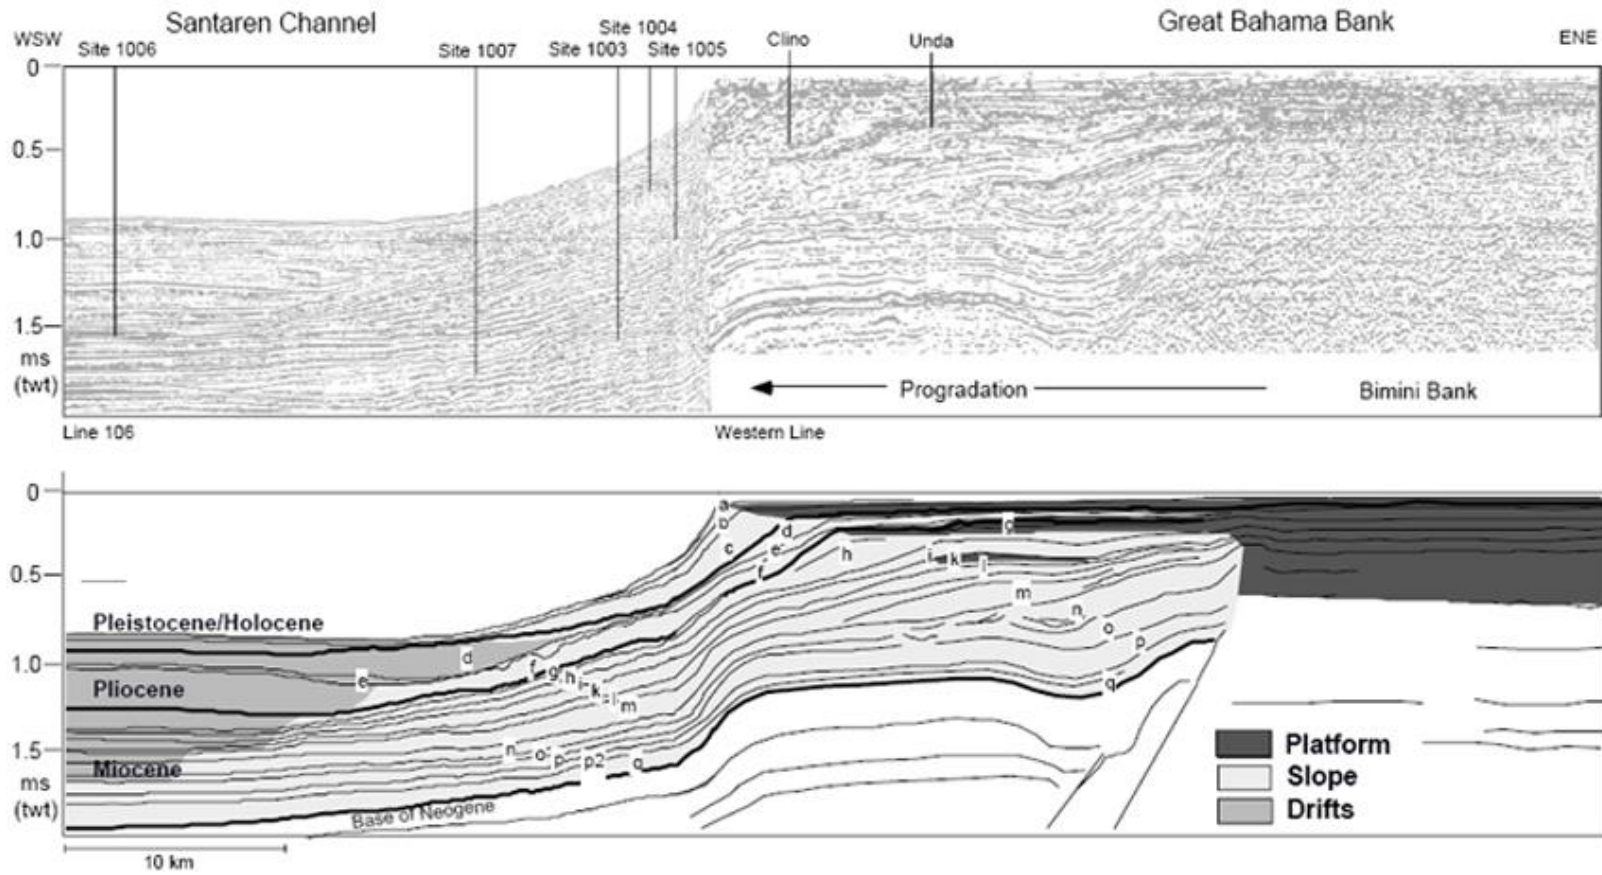 Santaren Channel
Great Bahama Bank
WSW
Site 1006
Site 1007
Site 1003
Site 1004
Site 1005
Clino
Unda
ENE
0
0.5
1.0
1.5
ms
(twt)
Progradation
Bimini Bank
Line 106
Western Line
0
0.5
1.0
1.5
ms
(twt)
a
b
c
d
e
f
g
h
i
k
l
m
n
o
p
q
Pleistocene/Holocene
Pliocene
Miocene
d
e
f
g
h
i
k
l
m
n
o
p
p2
Base of Neogene
Platform
Slope
Drifts
10 km